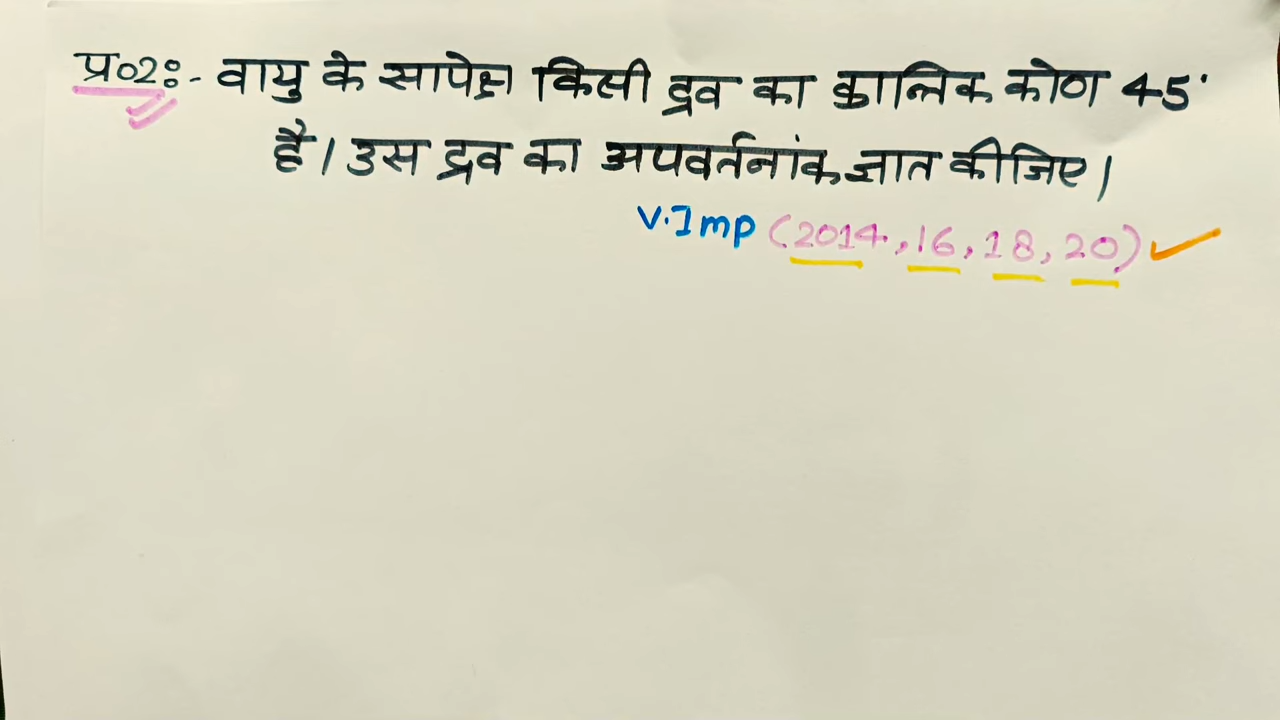 प्र०2ः- वायु के सापेक्ष किसी द्रव का क्रान्तिक कोण 45°
है। उस द्रव का अपवर्तनांक ज्ञात कीजिए।
V.Imp (2014, 16, 18, 20)